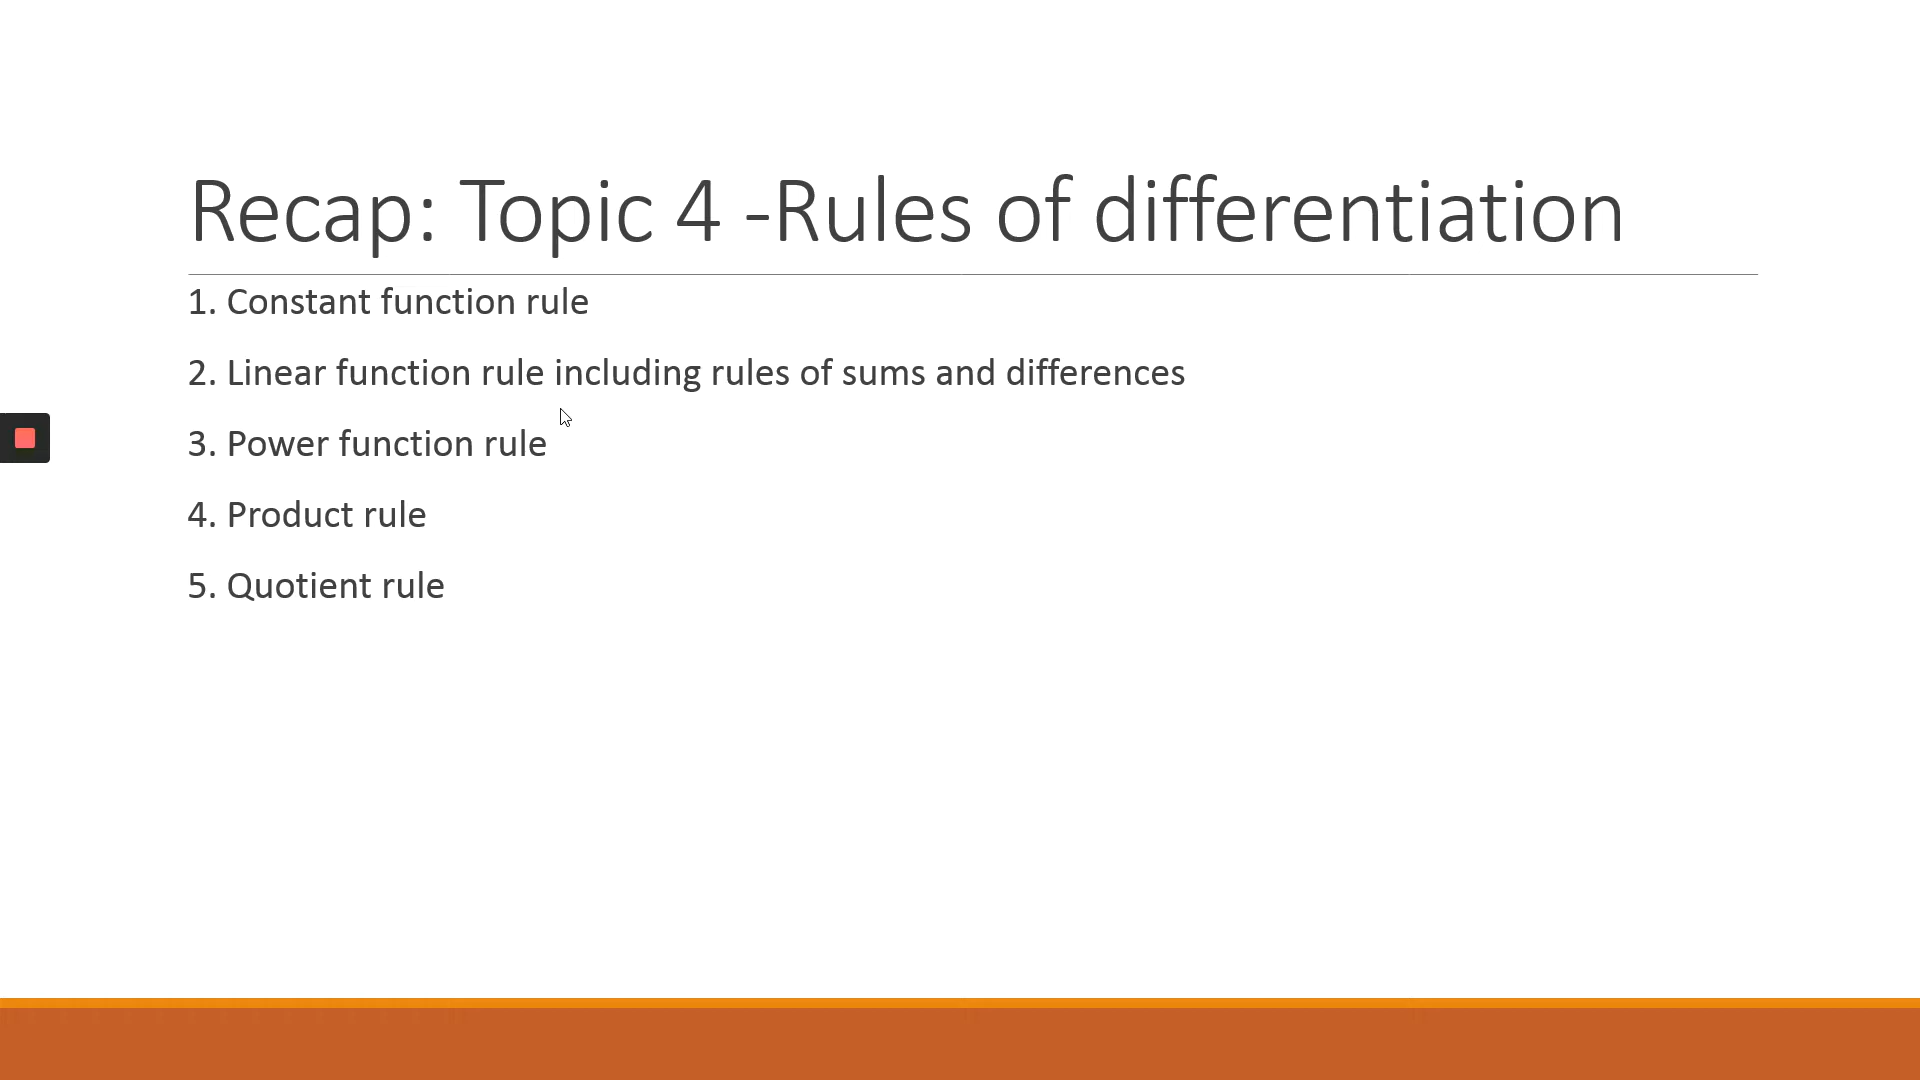 Recap: Topic 4 -Rules of differentiation
1. Constant function rule
2. Linear function rule including rules of sums and differences
3. Power function rule
4. Product rule
5. Quotient rule